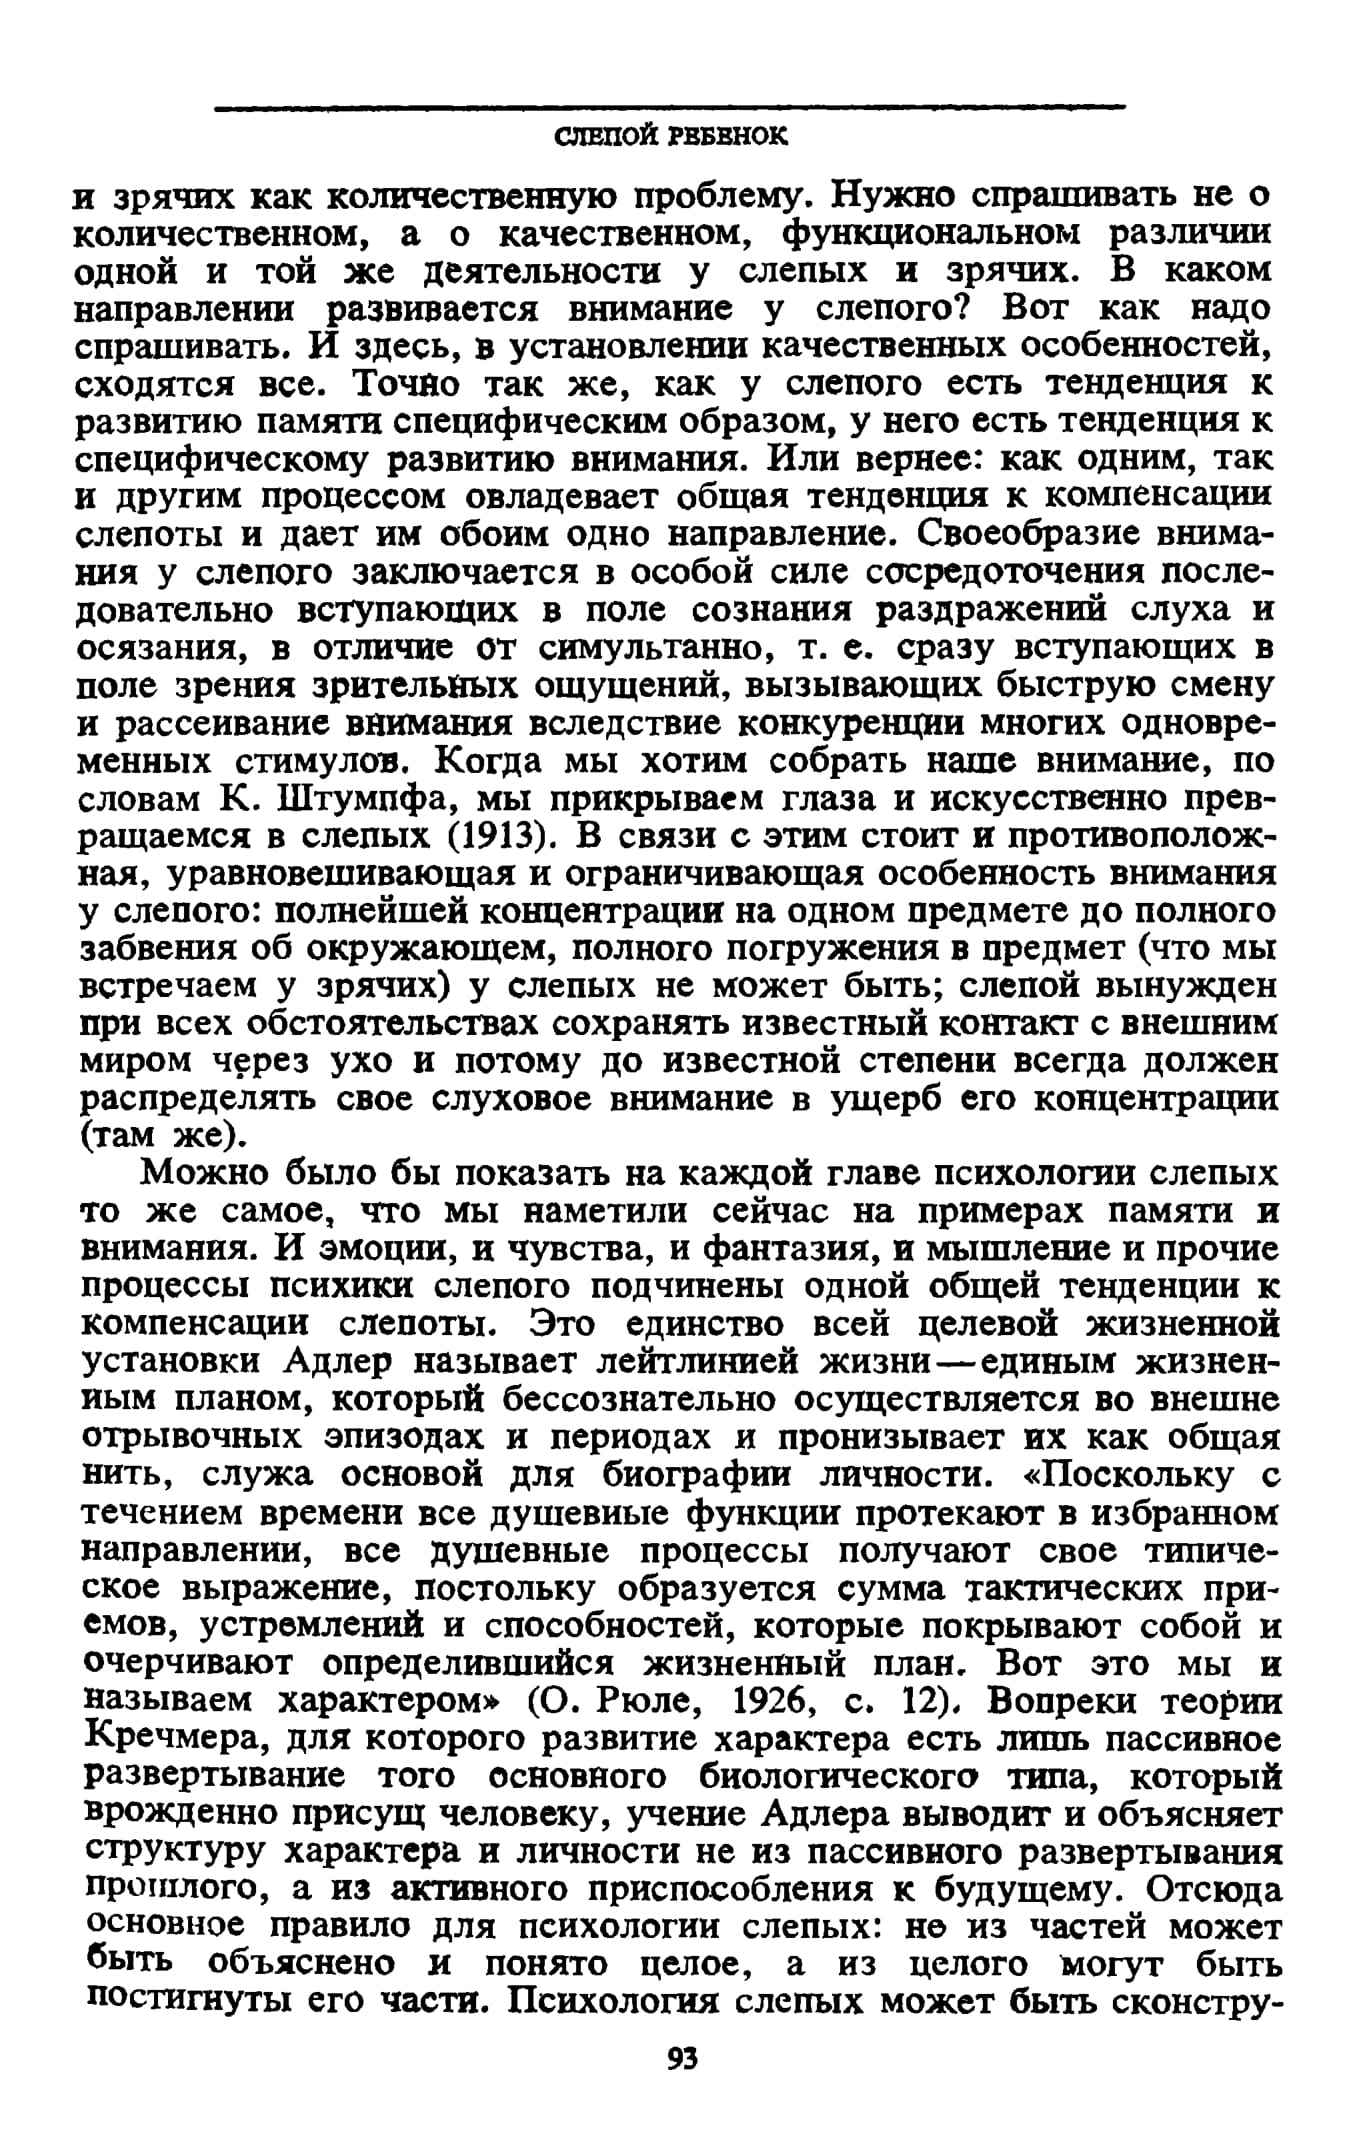 СЛЕПОЙ РЕБЕНОК
и зрячих как количественную проблему. Нужно спрашивать не о
количественном, а о качественном, функциональном различии
одной и той же деятельности у слепых и зрячих. В каком
направлении развивается внимание у слепого? Вот как надо
спрашивать. И здесь, в установлении качественных особенностей,
сходятся все. Точно так же, как у слепого есть тенденция к
развитию памяти специфическим образом, у него есть тенденция к
специфическому развитию внимания. Или вернее: как одним, так
и другим процессом овладевает общая тенденция к компенсации
слепоты и дает им обоим одно направление. Своеобразие внима-
ния у слепого заключается в особой силе сосредоточения после-
довательно вступающих в поле сознания раздражений слуха и
осязания, в отличие от симультанно, т. е. сразу вступающих в
поле зрения зрительных ощущений, вызывающих быструю смену
и рассеивание внимания вследствие конкуренции многих одновре-
менных стимулов. Когда мы хотим собрать наше внимание, по
словам К. Штумпфа, мы прикрываем глаза и искусственно прев-
ращаемся в слепых (1913). В связи с этим стоит и противополож-
ная, уравновешивающая и ограничивающая особенность внимания
у слепого: полнейшей концентрации на одном предмете до полного
забвения об окружающем, полного погружения в предмет (что мы
встречаем у зрячих) у слепых не может быть; слепой вынужден
при всех обстоятельствах сохранять известный контакт с внешним
миром через ухо и потому до известной степени всегда должен
распределять свое слуховое внимание в ущерб его концентрации
(там же).
Можно было бы показать на каждой главе психологии слепых
то же самое, что мы наметили сейчас на примерах памяти и
внимания. И эмоции, и чувства, и фантазия, и мышление и прочие
процессы психики слепого подчинены одной общей тенденции к
компенсации слепоты. Это единство всей целевой жизненной
установки Адлер называет лейтлинией жизни—единым жизнен-
ным планом, который бессознательно осуществляется во внешне
отрывочных эпизодах и периодах и пронизывает их как общая
нить, служа основой для биографии личности. «Поскольку с
течением времени все душевные функции протекают в избранном
направлении, все душевные процессы получают свое типиче-
ское выражение, постольку образуется сумма тактических при-
емов, устремлений и способностей, которые покрывают собой и
очерчивают определившийся жизненный план. Вот это мы и
называем характером» (О. Рюле, 1926, с. 12). Вопреки теории
Кречмера, для которого развитие характера есть лишь пассивное
развертывание того основного биологического типа, который
врожденно присущ человеку, учение Адлера выводит и объясняет
структуру характера и личности не из пассивного развертывания
прошлого, а из активного приспособления к будущему. Отсюда
основное правило для психологии слепых: не из частей может
быть объяснено и понято целое, а из целого могут быть
постигнуты его части. Психология слепых может быть сконстру-
93